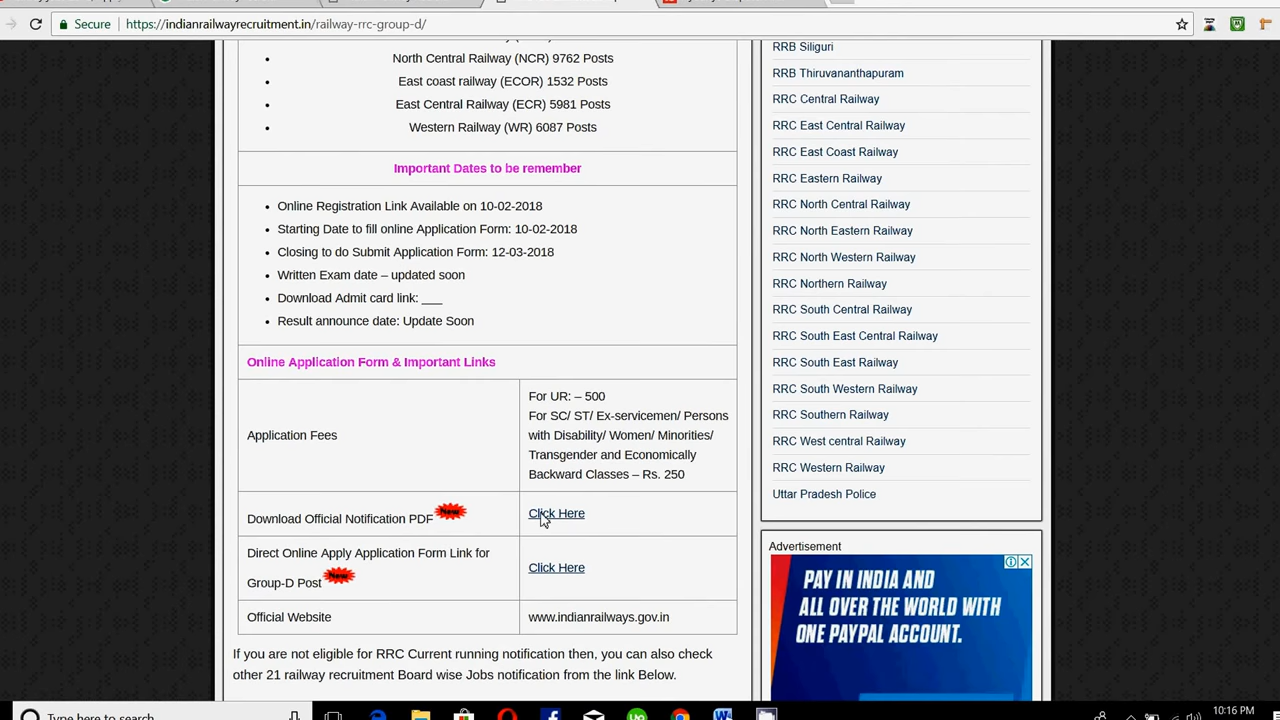 Secure
https://indianrailwayrecruitment.in/railway-rrc-group-d/
North Central Railway (NCR) 9762 Posts
East coast railway (ECOR) 1532 Posts
East Central Railway (ECR) 5981 Posts
Western Railway (WR) 6087 Posts
Important Dates to be remember
Online Registration Link Available on 10-02-2018
Starting Date to fill online Application Form: 10-02-2018
Closing to do Submit Application Form: 12-03-2018
Written Exam date – updated soon
Download Admit card link: ___
Result announce date: Update Soon
Online Application Form & Important Links
Application Fees
For UR: – 500
For SC/ ST/ Ex-servicemen/ Persons
with Disability/ Women/ Minorities/
Transgender and Economically
Backward Classes – Rs. 250
Download Official Notification PDF New
Click Here
Direct Online Apply Application Form Link for
Group-D Post New
Click Here
Official Website
www.indianrailways.gov.in
If you are not eligible for RRC Current running notification then, you can also check
other 21 railway recruitment Board wise Jobs notification from the link Below.
RRB Siliguri
RRB Thiruvananthapuram
RRC Central Railway
RRC East Central Railway
RRC East Coast Railway
RRC Eastern Railway
RRC North Central Railway
RRC North Eastern Railway
RRC North Western Railway
RRC Northern Railway
RRC South Central Railway
RRC South East Central Railway
RRC South East Railway
RRC South Western Railway
RRC Southern Railway
RRC West central Railway
RRC Western Railway
Uttar Pradesh Police
Advertisement
PAY IN INDIA AND
ALL OVER THE WORLD WITH
ONE PAYPAL ACCOUNT.
Type here to search
10:16 PM